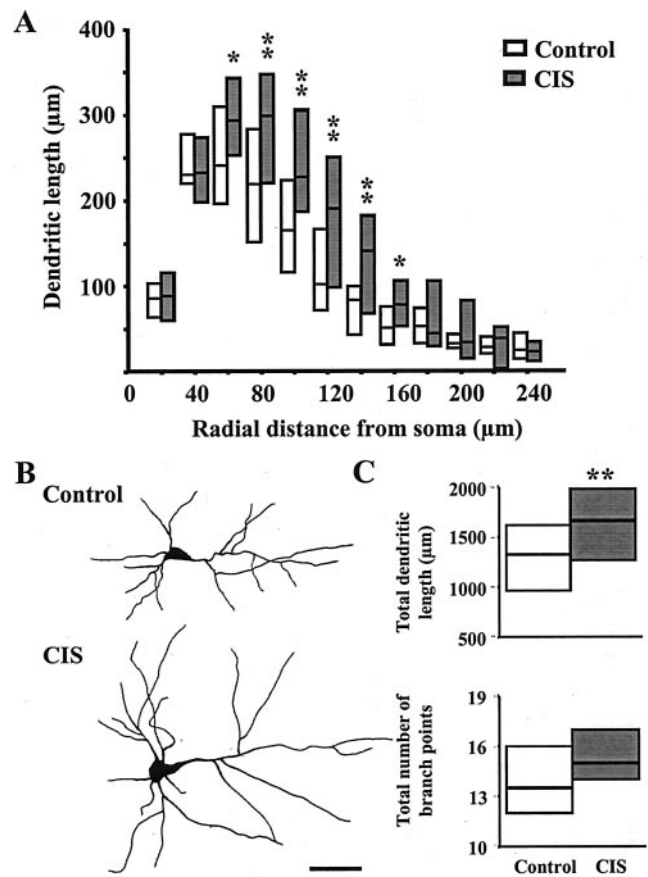 A
400
300
200
100
Dendritic length (µm)
Control
CIS
*
**
**
**
**
*
0 40 80 120 160 200 240
Radial distance from soma (µm)
B
Control
CIS
C
**
2000
1500
1000
500
Total dendritic
length (µm)
19
16
13
10
Total number of
branch points
Control CIS